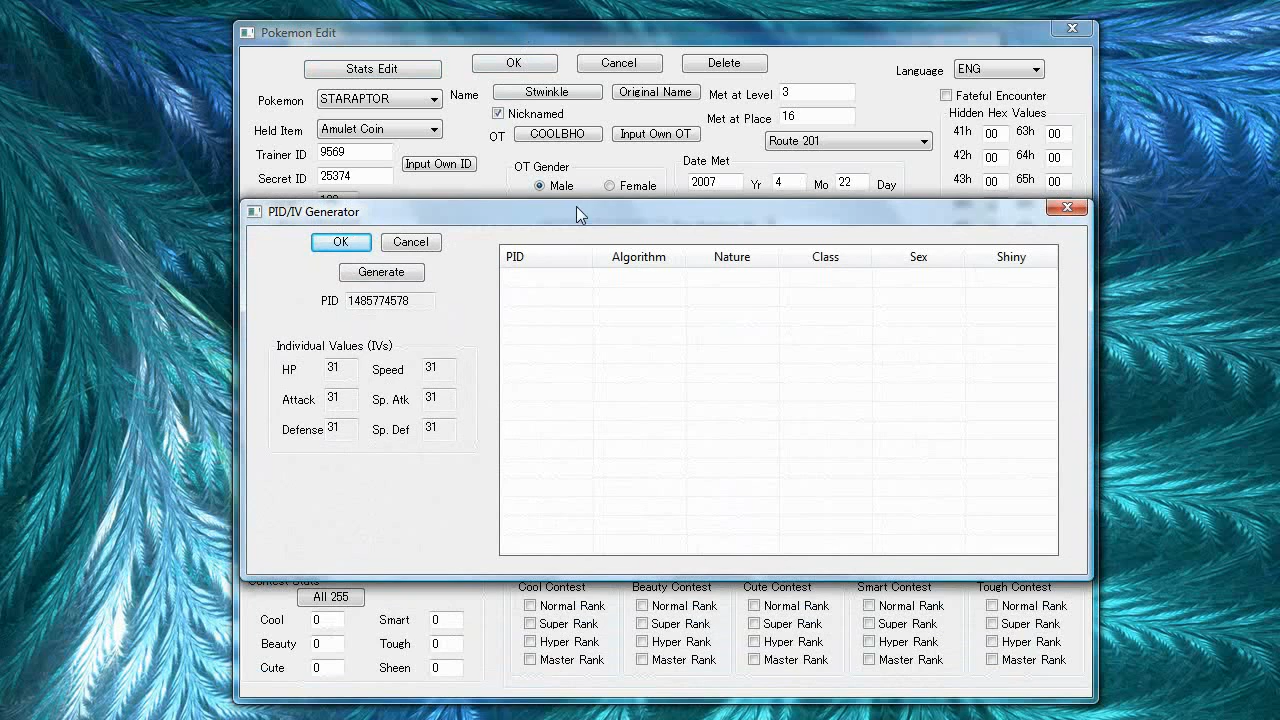 Pokemon Edit
Stats Edit OK Cancel Delete Language ENG
Pokemon STARAPTOR Name Stwinkle Original Name Met at Level 3 Fateful Encounter
Nicknamed Met at Place 16 Hidden Hex Values
Held Item Amulet Coin OT COOLBHO Input Own OT Route 201 41h 00 63h 00
Trainer ID 9569 Input Own ID OT Gender Date Met 42h 00 64h 00
Secret ID 25374 Male Female 2007 Yr 4 Mo 22 Day 43h 00 65h 00
PID/IV Generator
OK Cancel
Generate
PID 1485774578
Individual Values (IVs)
HP 31 Speed 31
Attack 31 Sp. Atk 31
Defense 31 Sp. Def 31
PID Algorithm Nature Class Sex Shiny
Contest Stats Cool Contest Beauty Contest Cute Contest Smart Contest Tough Contest
All 255
Cool 0 Smart 0 Normal Rank Normal Rank Normal Rank Normal Rank Normal Rank
Super Rank Super Rank Super Rank Super Rank Super Rank
Beauty 0 Tough 0 Hyper Rank Hyper Rank Hyper Rank Hyper Rank Hyper Rank
Cute 0 Sheen 0 Master Rank Master Rank Master Rank Master Rank Master Rank